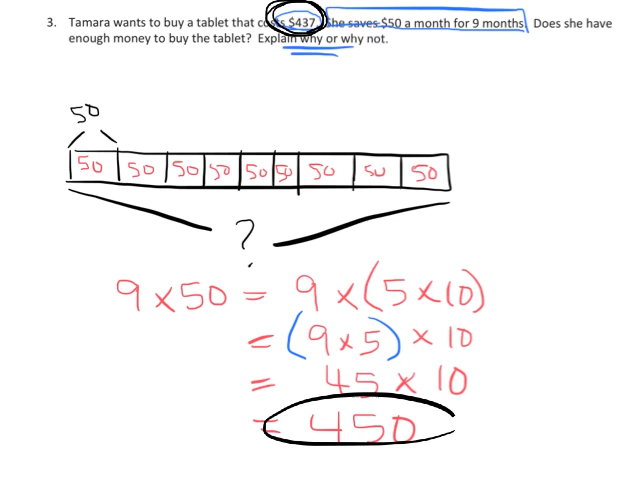 3. Tamara wants to buy a tablet that costs $437. She saves $50 a month for 9 months. Does she have
enough money to buy the tablet? Explain why or why not.
50
50 50 50 50 50 50 50 50 50
?
9 x 50 = 9 x (5 x 10)
= (9 x 5) x 10
= 45 x 10
= 450